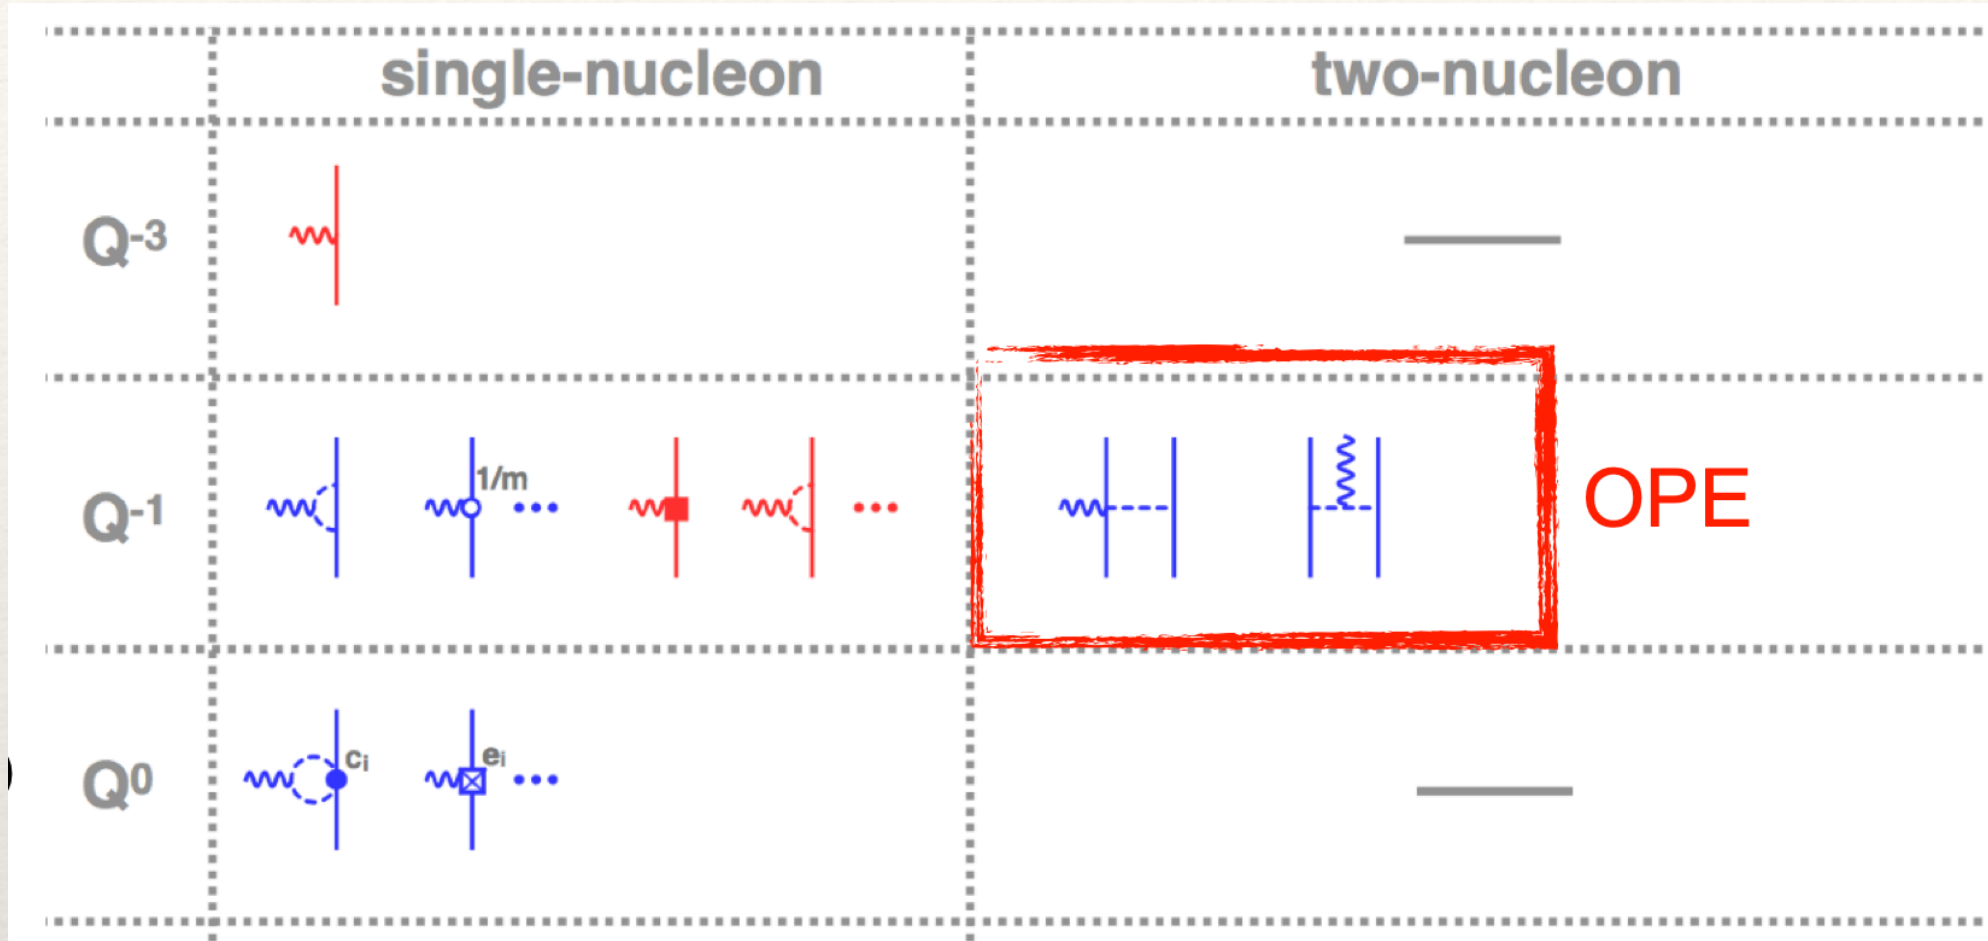 single-nucleon two-nucleon
Q-3
1/m
Q-1 OPE
ci ei
Q0